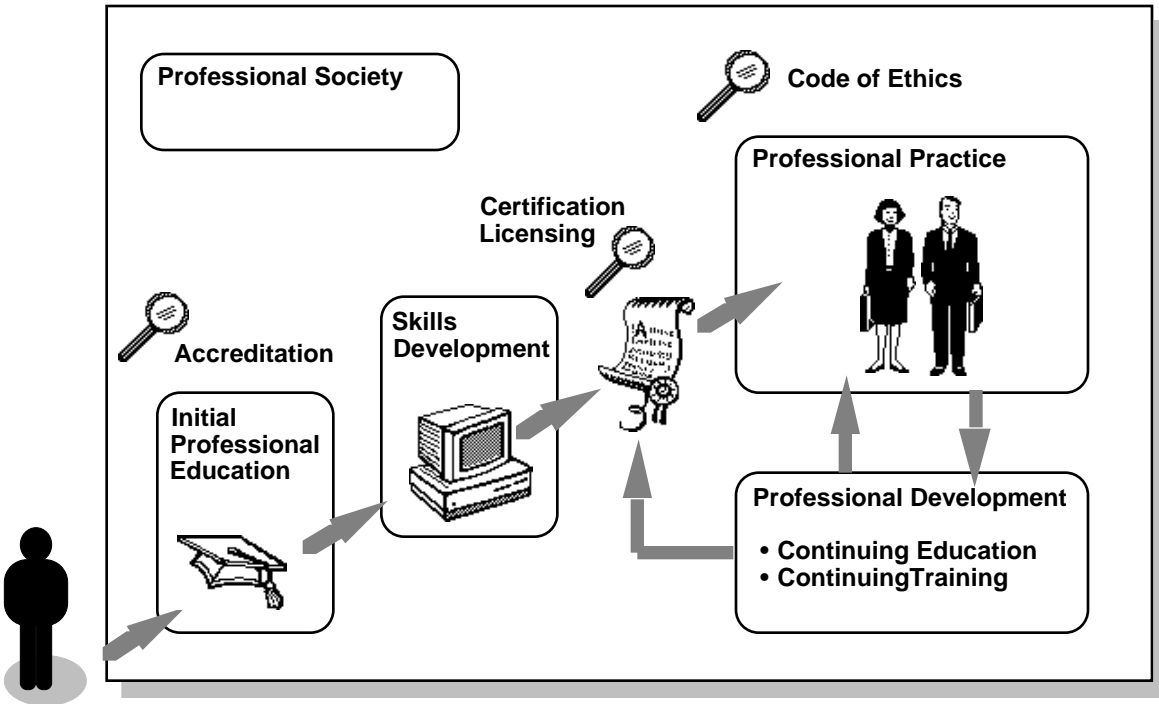 Professional Society
Code of Ethics
Professional Practice
Certification
Licensing
Skills
Development
Accreditation
Initial
Professional
Education
Professional Development
• Continuing Education
• ContinuingTraining